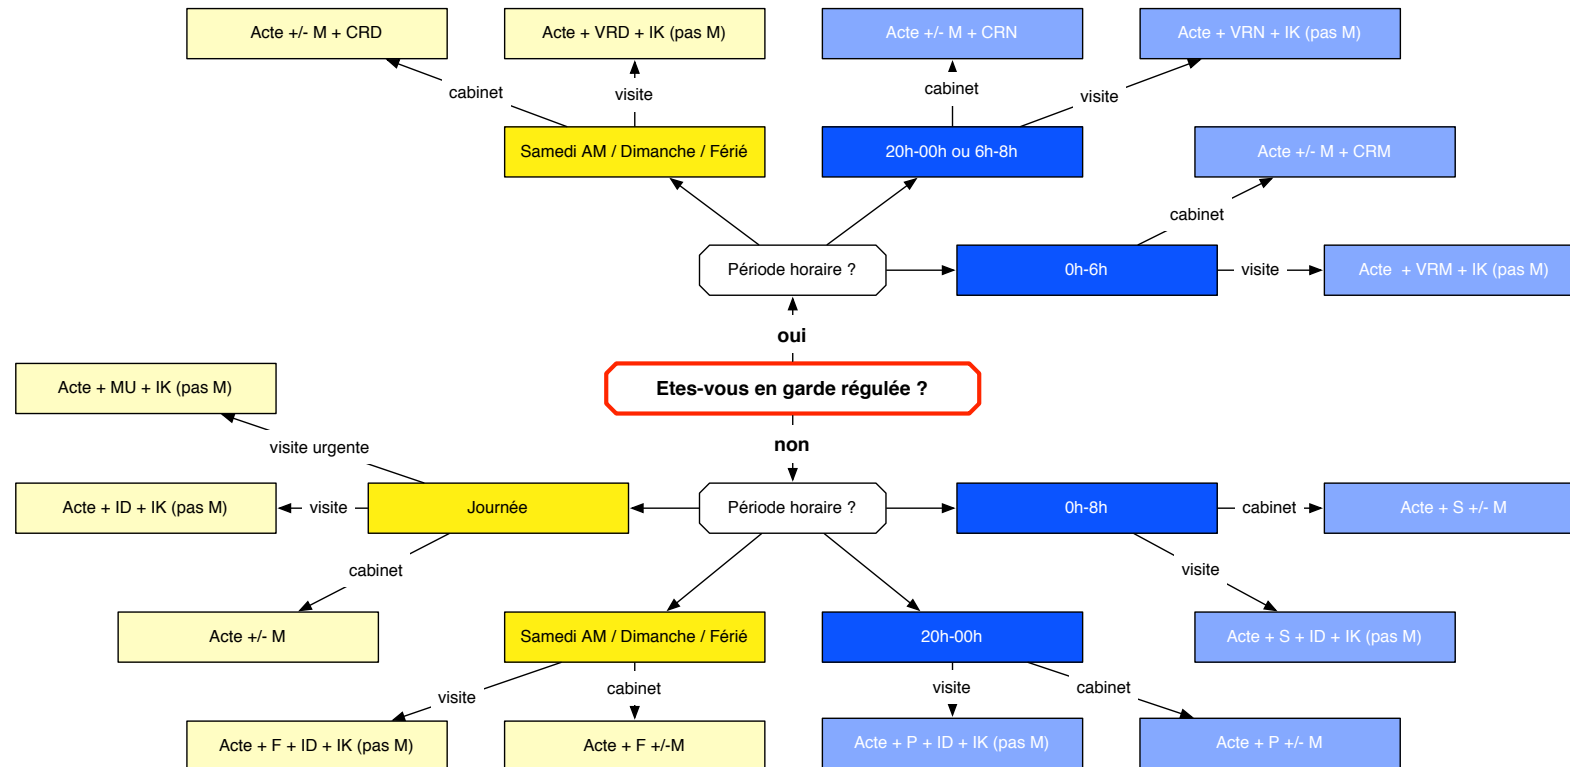 Acte +/- M + CRD
Acte + VRD + IK (pas M)
Acte +/- M + CRN
Acte + VRN + IK (pas M)
cabinet
visite
cabinet
visite
Samedi AM / Dimanche / Férié
20h-00h ou 6h-8h
Acte +/- M + CRM
cabinet
Période horaire ?
0h-6h
visite
Acte + VRM + IK (pas M)
oui
Acte + MU + IK (pas M)
Etes-vous en garde régulée ?
non
visite urgente
Acte + ID + IK (pas M)
visite
Journée
Période horaire ?
0h-8h
cabinet
Acte + S +/- M
cabinet
visite
Acte +/- M
Samedi AM / Dimanche / Férié
20h-00h
Acte + S + ID + IK (pas M)
visite
cabinet
visite
cabinet
Acte + F + ID + IK (pas M)
Acte + F +/-M
Acte + P + ID + IK (pas M)
Acte + P +/- M